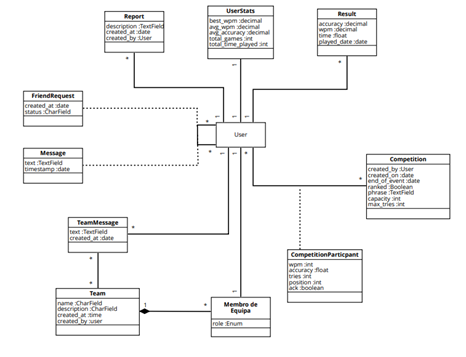 Report
description :TextField
created_at :date
created_by :User
UserStats
best_wpm :decimal
avg_wpm :decimal
avg_accuracy :decimal
total_games :int
total_time_played :int
Result
accuracy :decimal
wpm :decimal
time :float
played_date :date
FriendRequest
created_at :date
status :CharField
Message
text :TextField
timestamp :date
User
Competition
created_by :User
created_on :date
end_of_event :date
ranked :Boolean
phrase :TextField
capacity :int
max_tries :int
TeamMessage
text :TextField
created_at :date
CompetitionPartcpant
wpm :int
accuracy :float
tries :int
position :int
ack :boolean
Team
name :CharField
description :CharField
created_at :time
created_by :user
Membro de
Equipa
role :Enum
*
1
*
1
1
1
*
*
*
1
1
1
*
*
*
*
*
1
*
1